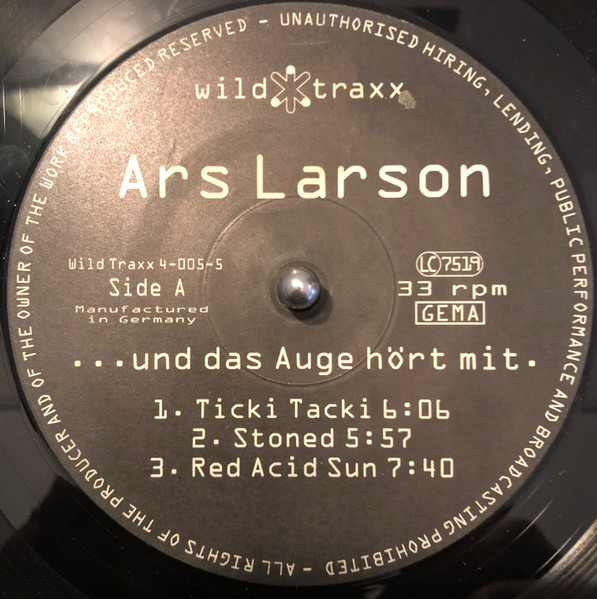 ALL RIGHTS OF THE PRODUCER AND OF THE OWNER OF THE WORK REPRODUCED RESERVED - UNAUTHORISED HIRING, LENDING, PUBLIC PERFORMANCE AND BROADCASTING PROHIBITED -
wild traxx
Ars Larson
Wild Traxx 4-005-5
Side A
Manufactured
in Germany
LC 7519
33 rpm
GEMA
...und das Auge hört mit.
1. Ticki Tacki 6:06
2. Stoned 5:57
3. Red Acid Sun 7:40